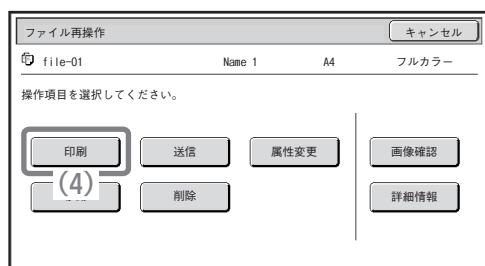 ファイル再操作 キャンセル
file-01 Name 1 A4 フルカラー
操作項目を選択してください。
印刷 送信 属性変更 画像確認
(4) 削除 詳細情報